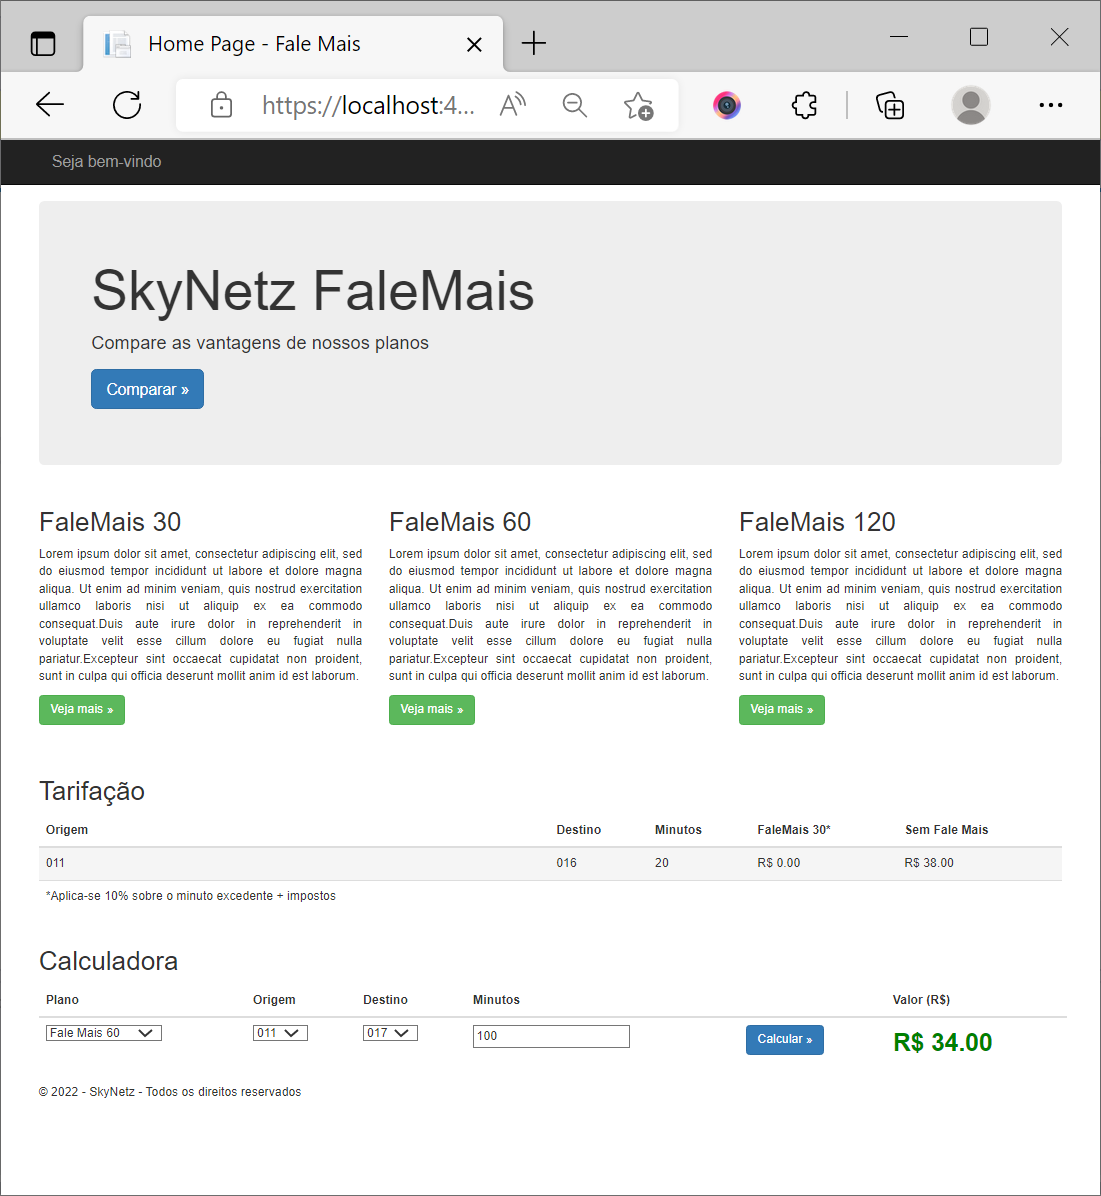 Home Page - Fale Mais
https://localhost:4...
Seja bem-vindo
SkyNetz FaleMais
Compare as vantagens de nossos planos
Comparar »
FaleMais 30
Lorem ipsum dolor sit amet, consectetur adipiscing elit, sed
do eiusmod tempor incididunt ut labore et dolore magna
aliqua. Ut enim ad minim veniam, quis nostrud exercitation
ullamco laboris nisi ut aliquip ex ea commodo
consequat.Duis aute irure dolor in reprehenderit in
voluptate velit esse cillum dolore eu fugiat nulla
pariatur.Excepteur sint occaecat cupidatat non proident,
sunt in culpa qui officia deserunt mollit anim id est laborum.
Veja mais »
FaleMais 60
Lorem ipsum dolor sit amet, consectetur adipiscing elit, sed
do eiusmod tempor incididunt ut labore et dolore magna
aliqua. Ut enim ad minim veniam, quis nostrud exercitation
ullamco laboris nisi ut aliquip ex ea commodo
consequat.Duis aute irure dolor in reprehenderit in
voluptate velit esse cillum dolore eu fugiat nulla
pariatur.Excepteur sint occaecat cupidatat non proident,
sunt in culpa qui officia deserunt mollit anim id est laborum.
Veja mais »
FaleMais 120
Lorem ipsum dolor sit amet, consectetur adipiscing elit, sed
do eiusmod tempor incididunt ut labore et dolore magna
aliqua. Ut enim ad minim veniam, quis nostrud exercitation
ullamco laboris nisi ut aliquip ex ea commodo
consequat.Duis aute irure dolor in reprehenderit in
voluptate velit esse cillum dolore eu fugiat nulla
pariatur.Excepteur sint occaecat cupidatat non proident,
sunt in culpa qui officia deserunt mollit anim id est laborum.
Veja mais »
Tarifação
Origem Destino Minutos FaleMais 30* Sem Fale Mais
011 016 20 R$ 0.00 R$ 38.00
*Aplica-se 10% sobre o minuto excedente + impostos
Calculadora
Plano Origem Destino Minutos Valor (R$)
Fale Mais 60 011 017 100 Calcular » R$ 34.00
© 2022 - SkyNetz - Todos os direitos reservados